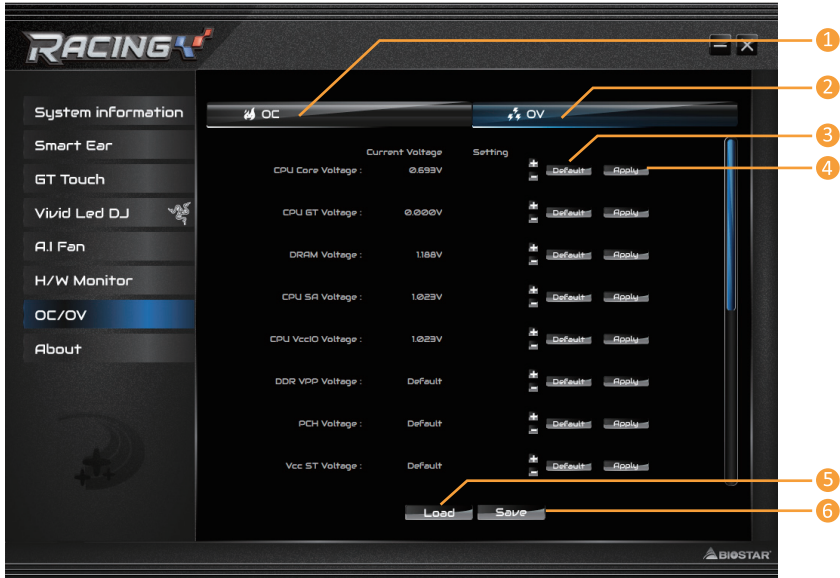 RACING
1
2
OC
OV
System information
Smart Ear
GT Touch
Vivid Led DJ
A.I Fan
H/W Monitor
OC/OV
About
3
4
Current Voltage Setting
CPU Core Voltage : 0.693V + - Default Apply
CPU GT Voltage : 0.000V + - Default Apply
DRAM Voltage : 1.188V + - Default Apply
CPU SA Voltage : 1.023V + - Default Apply
CPU VccIO Voltage : 1.023V + - Default Apply
DDR VPP Voltage : Default + - Default Apply
PCH Voltage : Default + - Default Apply
Vcc ST Voltage : Default + - Default Apply
5
6
Load Save
BIOSTAR